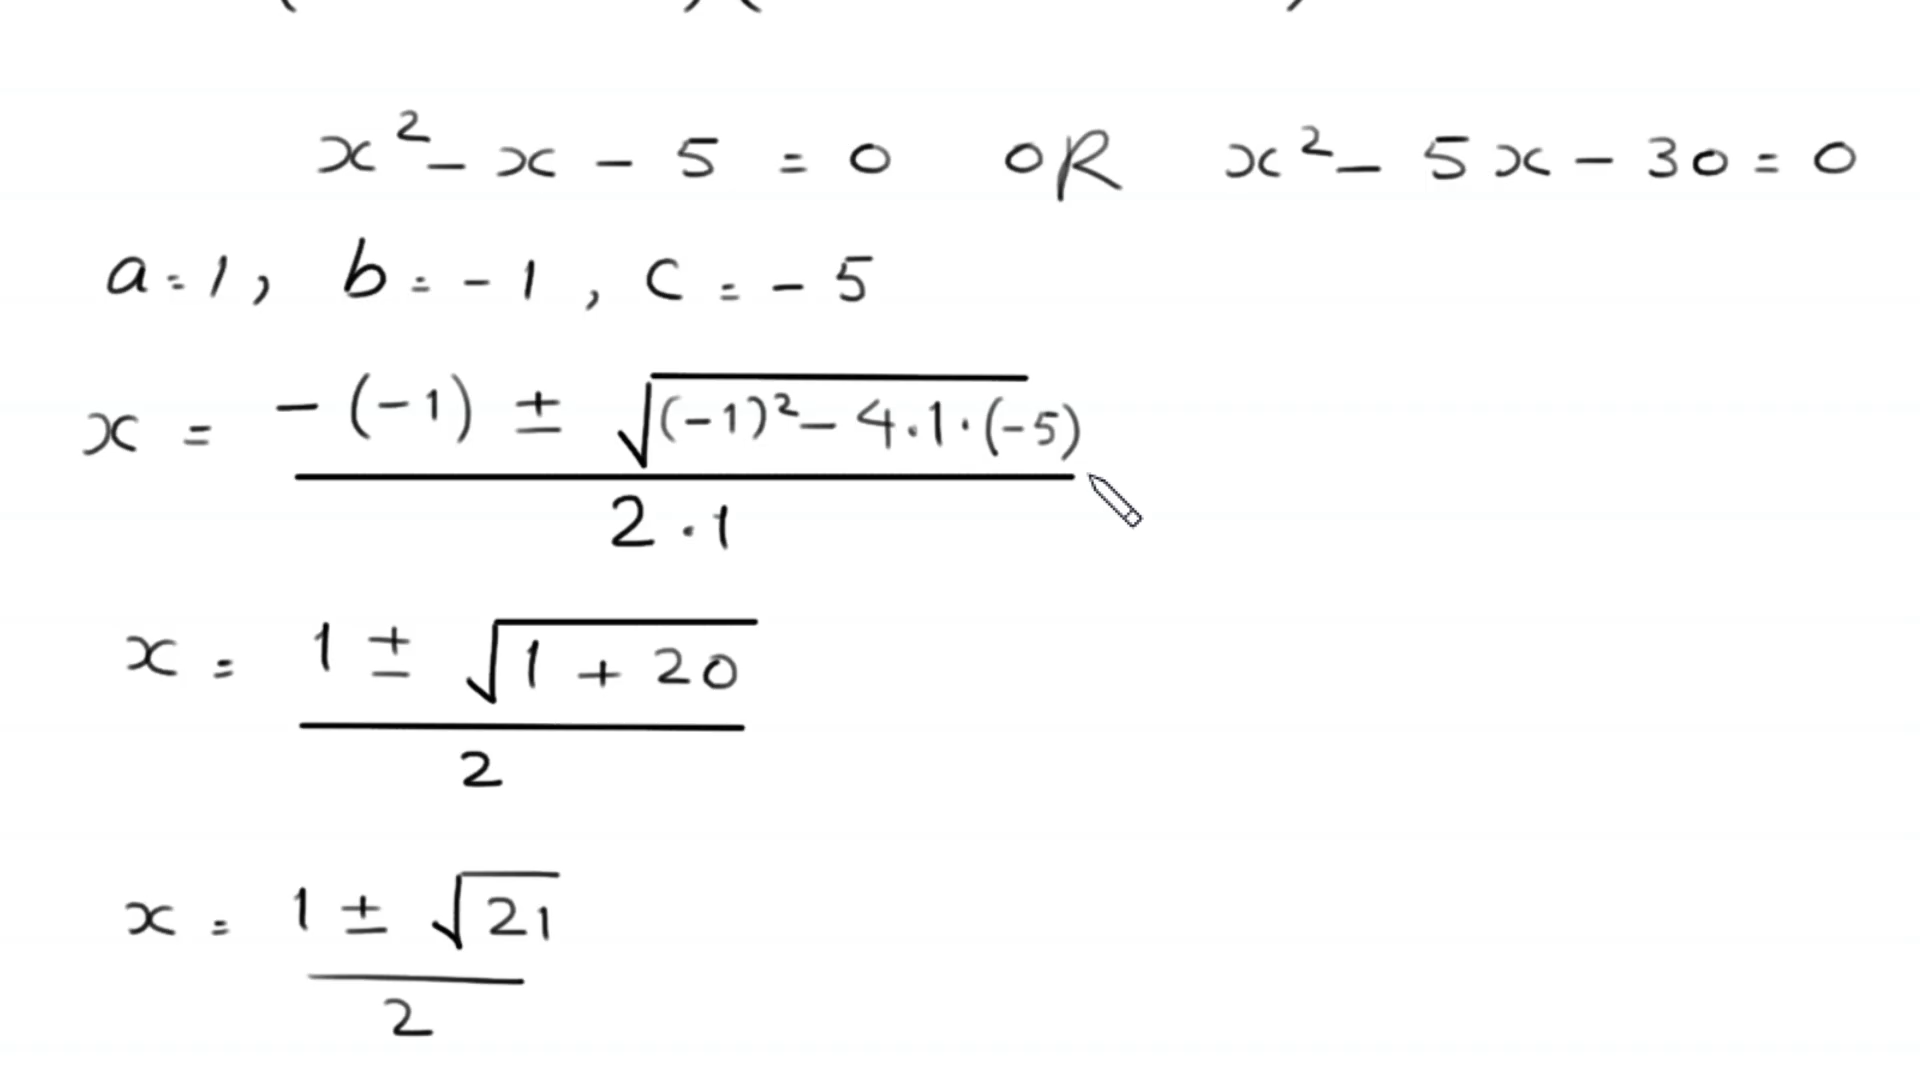 x² - x - 5 = 0 OR x² - 5x - 30 = 0
a = 1, b = - 1, c = - 5
x = (- (-1) ± √((-1)² - 4·1·(-5))) / (2·1)
x = (1 ± √(1 + 20)) / 2
x = (1 ± √21) / 2